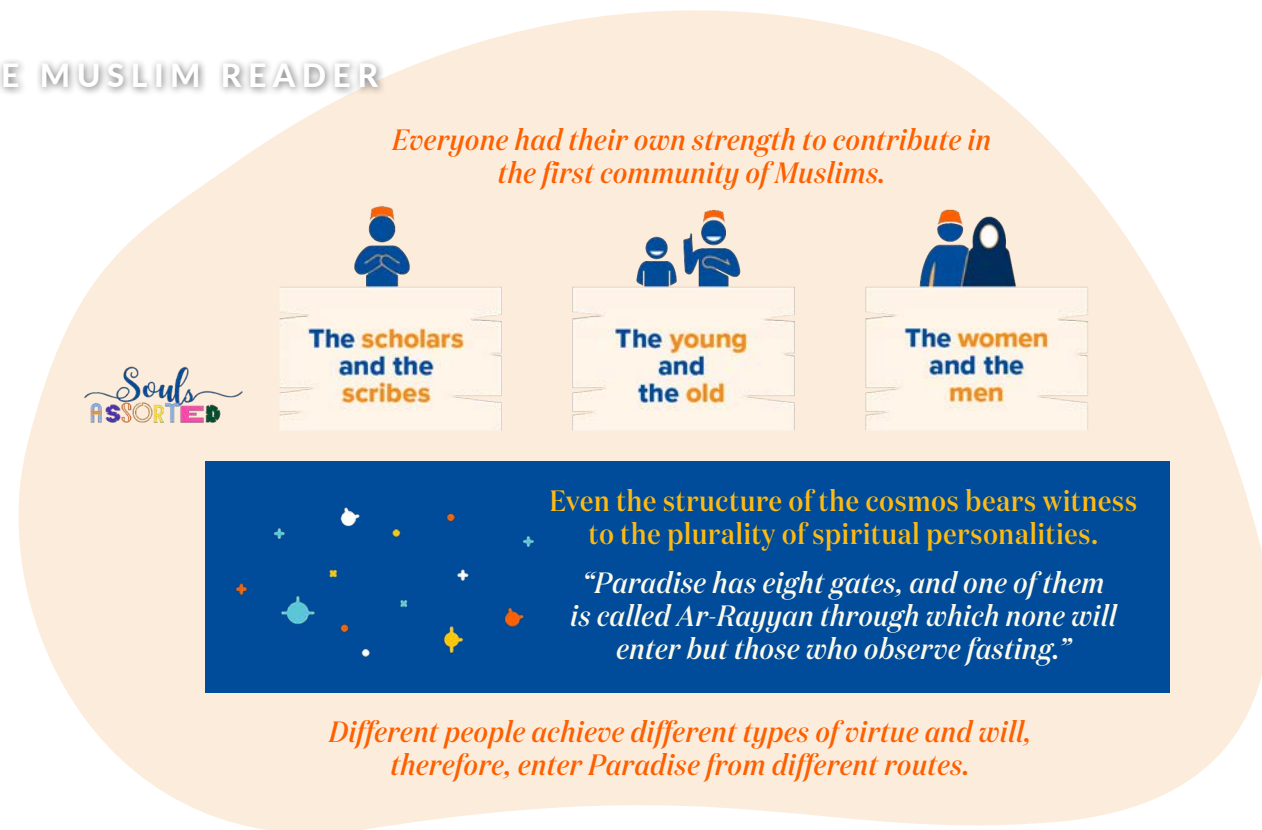 E MUSLIM READER
Everyone had their own strength to contribute in
the first community of Muslims.
The scholars
and the
scribes
The young
and
the old
The women
and the
men
Souls
ASSORTED
Even the structure of the cosmos bears witness
to the plurality of spiritual personalities.
“Paradise has eight gates, and one of them
is called Ar-Rayyan through which none will
enter but those who observe fasting.”
Different people achieve different types of virtue and will,
therefore, enter Paradise from different routes.